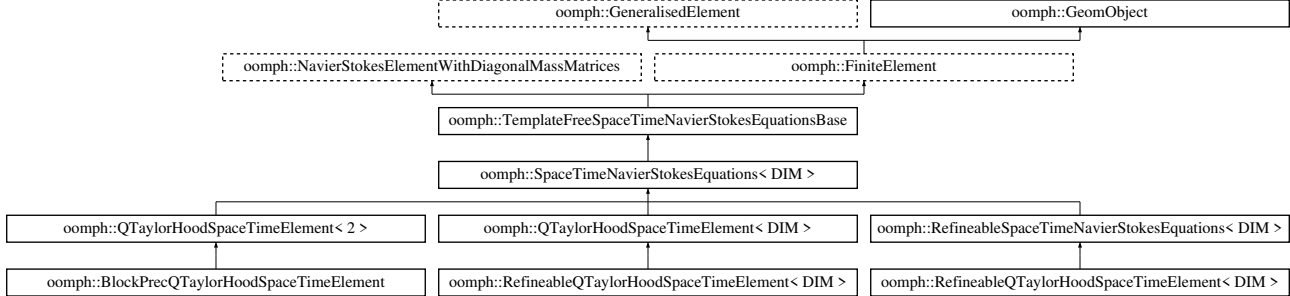 oomph::GeneralisedElement
oomph::GeomObject
oomph::NavierStokesElementWithDiagonalMassMatrices
oomph::FiniteElement
oomph::TemplateFreeSpaceTimeNavierStokesEquationsBase
oomph::SpaceTimeNavierStokesEquations< DIM >
oomph::QTaylorHoodSpaceTimeElement< 2 >
oomph::QTaylorHoodSpaceTimeElement< DIM >
oomph::RefineableSpaceTimeNavierStokesEquations< DIM >
oomph::BlockPrecQTaylorHoodSpaceTimeElement
oomph::RefineableQTaylorHoodSpaceTimeElement< DIM >
oomph::RefineableQTaylorHoodSpaceTimeElement< DIM >